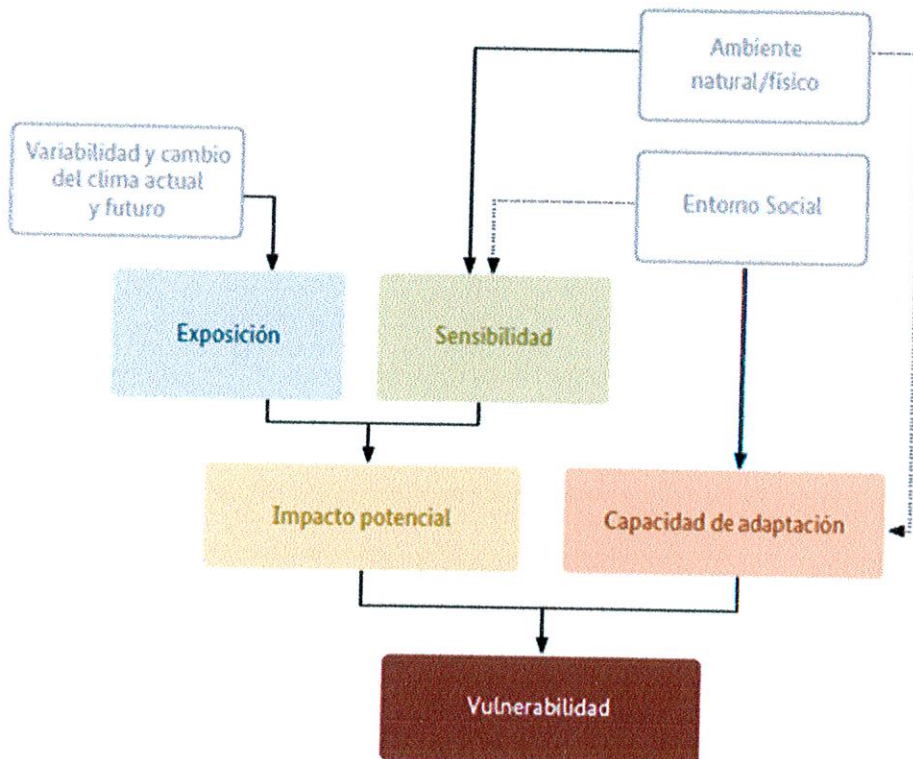 Ambiente
natural/físico
Variabilidad y cambio
del clima actual
y futuro
Entorno Social
Exposición
Sensibilidad
Impacto potencial
Capacidad de adaptación
Vulnerabilidad